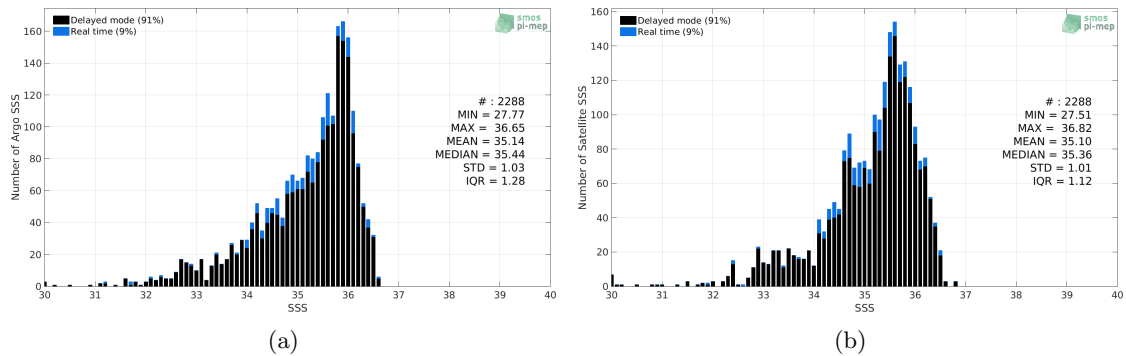 Delayed mode (91%)
Real time (9%)
smos
pi-mep
# : 2288
MIN = 27.77
MAX = 36.65
MEAN = 35.14
MEDIAN = 35.44
STD = 1.03
IQR = 1.28
Number of Argo SSS
160
140
120
100
80
60
40
20
0
30 31 32 33 34 35 36 37 38 39 40
SSS
(a)
Delayed mode (91%)
Real time (9%)
smos
pi-mep
# : 2288
MIN = 27.51
MAX = 36.82
MEAN = 35.10
MEDIAN = 35.36
STD = 1.01
IQR = 1.12
Number of Satellite SSS
160
140
120
100
80
60
40
20
0
30 31 32 33 34 35 36 37 38 39 40
SSS
(b)